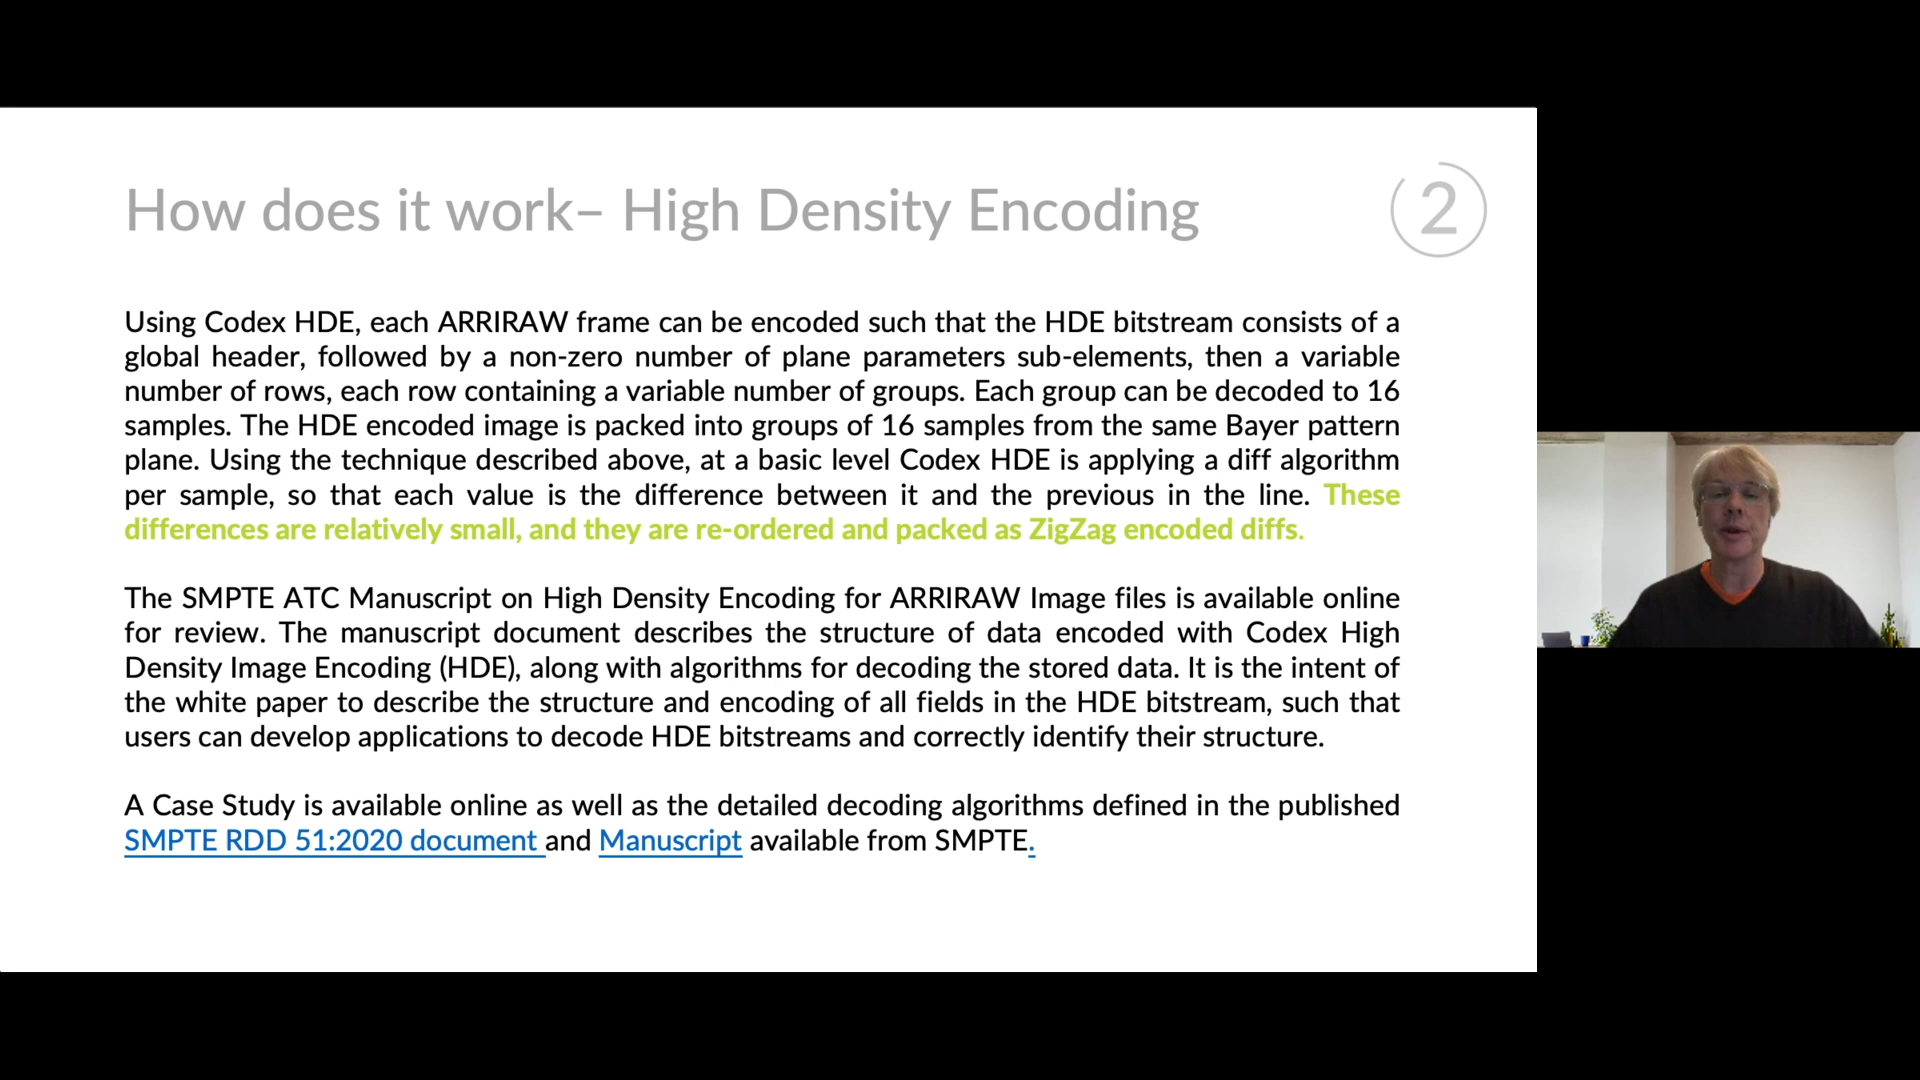 How does it work– High Density Encoding
2
Using Codex HDE, each ARRIRAW frame can be encoded such that the HDE bitstream consists of a
global header, followed by a non-zero number of plane parameters sub-elements, then a variable
number of rows, each row containing a variable number of groups. Each group can be decoded to 16
samples. The HDE encoded image is packed into groups of 16 samples from the same Bayer pattern
plane. Using the technique described above, at a basic level Codex HDE is applying a diff algorithm
per sample, so that each value is the difference between it and the previous in the line. These
differences are relatively small, and they are re-ordered and packed as ZigZag encoded diffs.
The SMPTE ATC Manuscript on High Density Encoding for ARRIRAW Image files is available online
for review. The manuscript document describes the structure of data encoded with Codex High
Density Image Encoding (HDE), along with algorithms for decoding the stored data. It is the intent of
the white paper to describe the structure and encoding of all fields in the HDE bitstream, such that
users can develop applications to decode HDE bitstreams and correctly identify their structure.
A Case Study is available online as well as the detailed decoding algorithms defined in the published
SMPTE RDD 51:2020 document and Manuscript available from SMPTE.